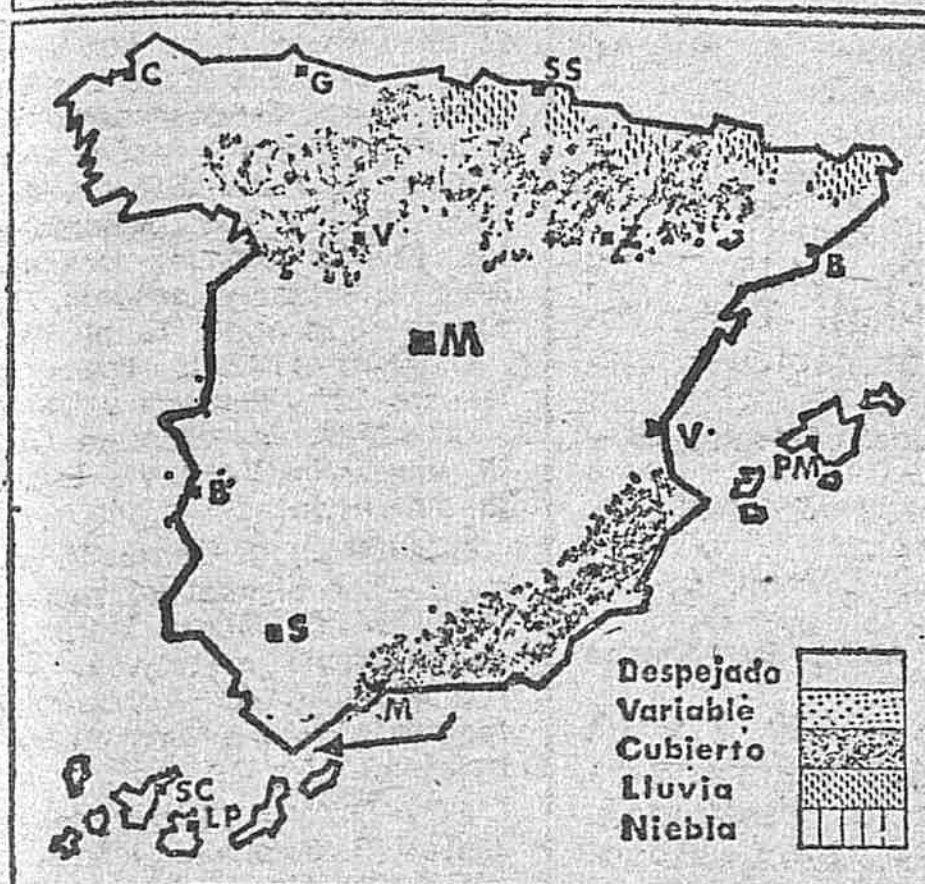 C
G
SS
V
Z
B
M
V
B
PM
S
M
SC
LP
Despejado
Variable
Cubierto
Lluvia
Niebla